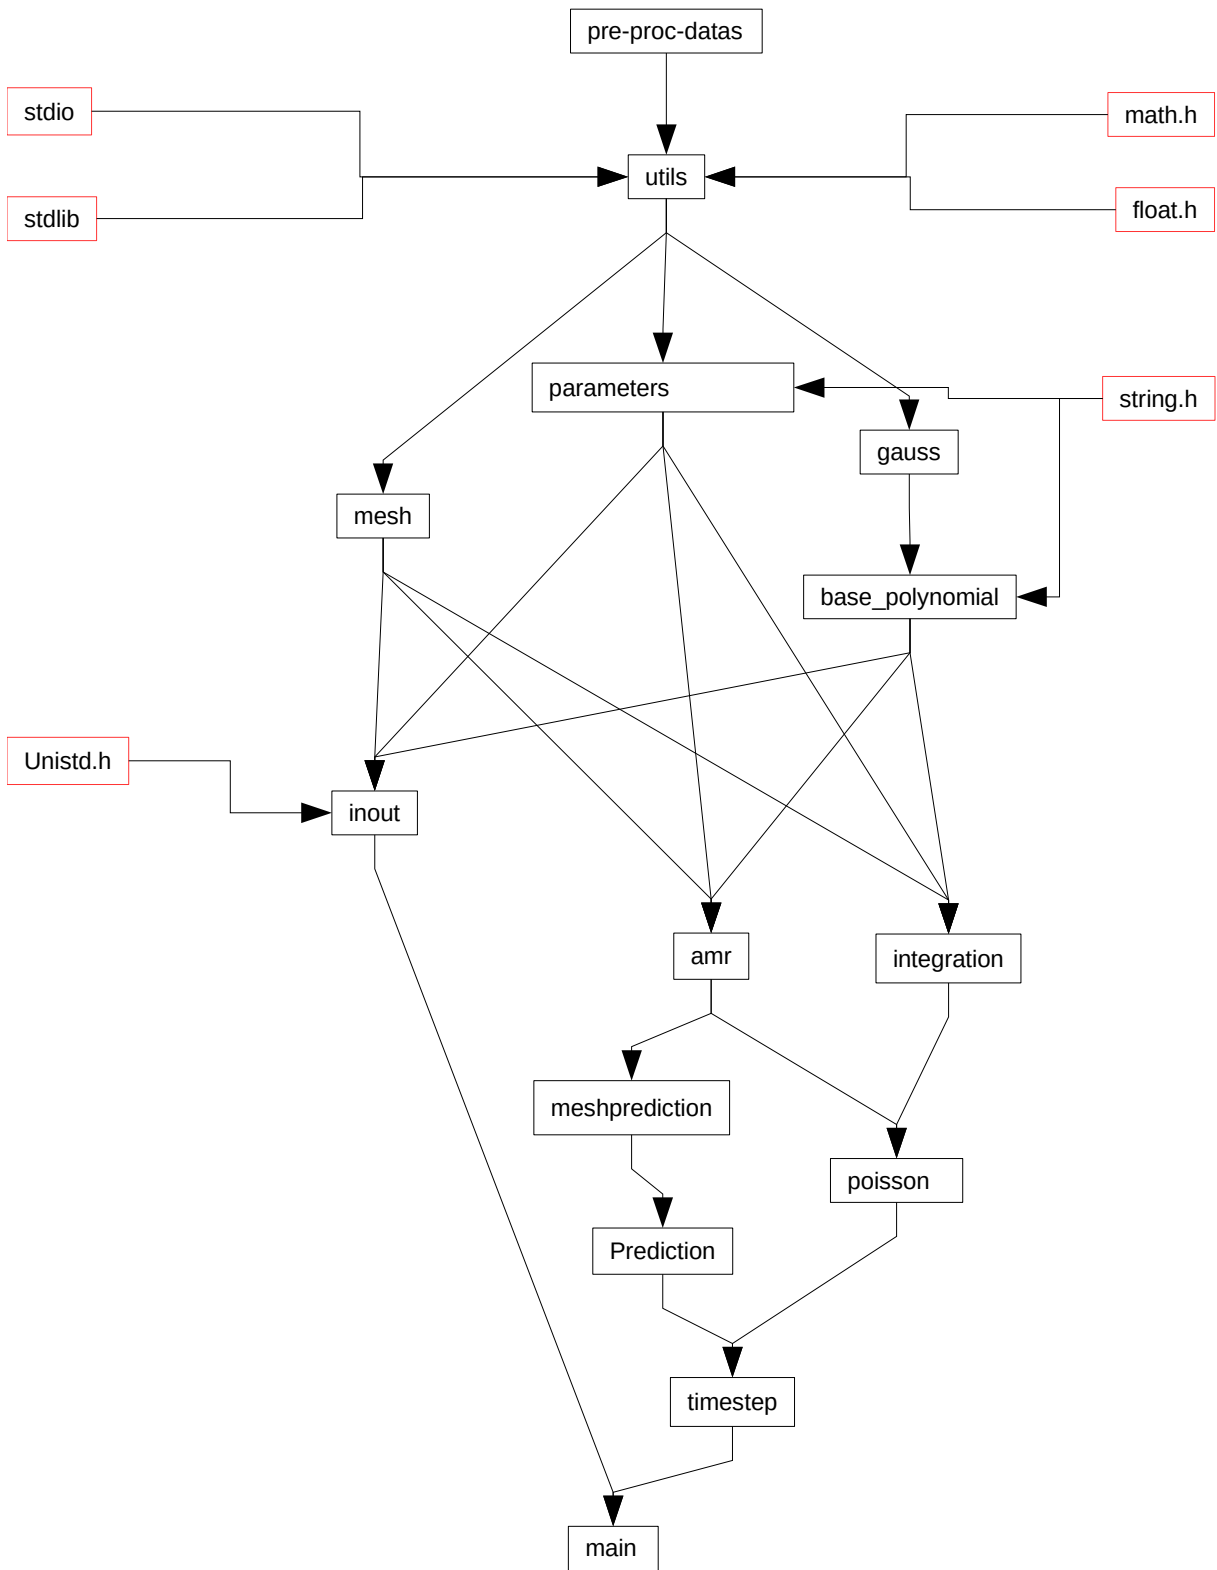 pre-proc-datas
stdio
math.h
utils
stdlib
float.h
parameters
string.h
gauss
mesh
base_polynomial
Unistd.h
inout
amr
integration
meshprediction
poisson
Prediction
timestep
main